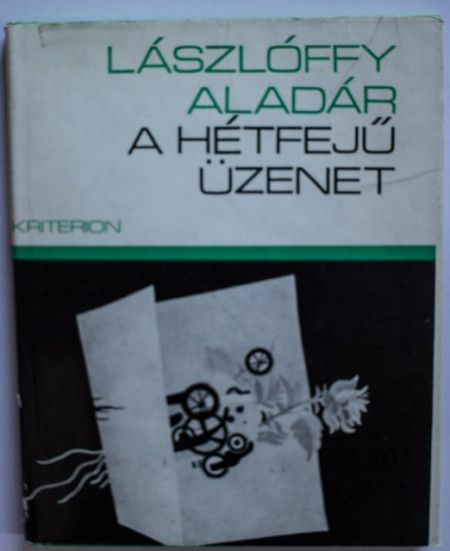 LÁSZLÓFFY
ALADÁR
A HÉTFEJŰ
ÜZENET
KRITERION